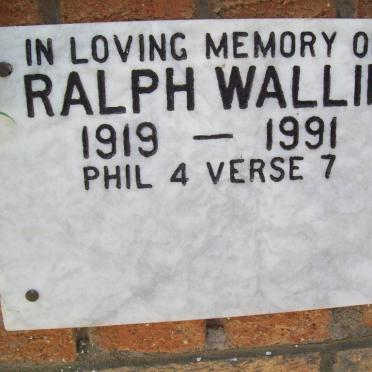 IN LOVING MEMORY O
RALPH WALLI
1919 — 1991
PHIL 4 VERSE 7